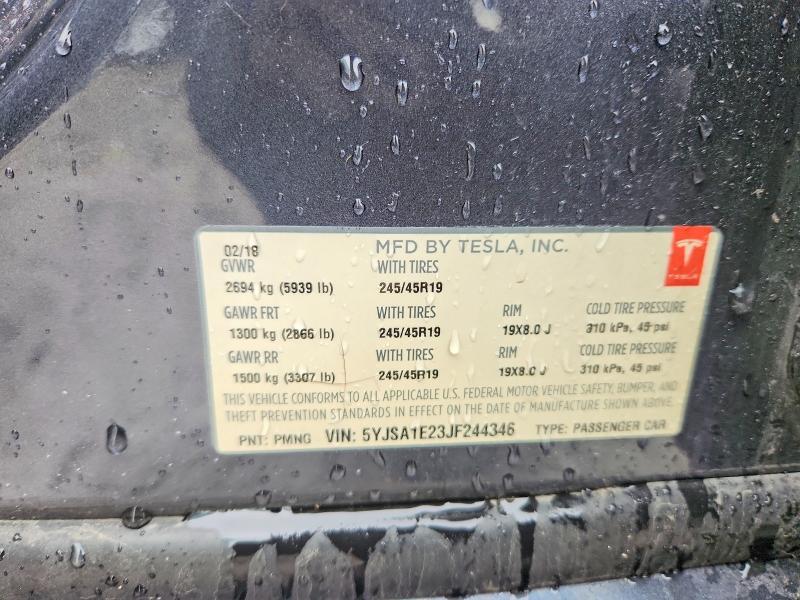 02/18 MFD BY TESLA, INC.
GVWR WITH TIRES
2694 kg (5939 lb) 245/45R19
GAWR FRT WITH TIRES RIM COLD TIRE PRESSURE
1300 kg (2866 lb) 245/45R19 19X8.0 J 310 kPa, 45 psi
GAWR RR WITH TIRES RIM COLD TIRE PRESSURE
1500 kg (3307 lb) 245/45R19 19X8.0 J 310 kPa, 45 psi
THIS VEHICLE CONFORMS TO ALL APPLICABLE U.S. FEDERAL MOTOR VEHICLE SAFETY, BUMPER, AND
THEFT PREVENTION STANDARDS IN EFFECT ON THE DATE OF MANUFACTURE SHOWN ABOVE.
PNT: PMNG VIN: 5YJSA1E23JF244346 TYPE: PASSENGER CAR
TESLA